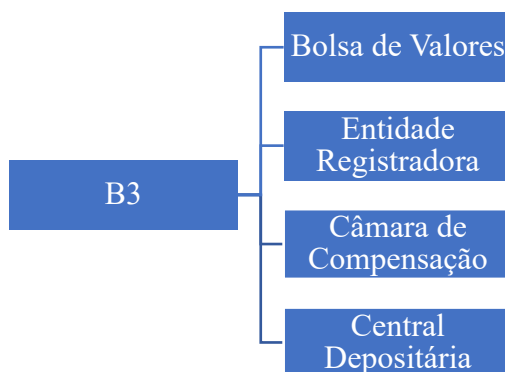 Bolsa de Valores
Entidade
Registradora
B3
Câmara de
Compensação
Central
Depositária